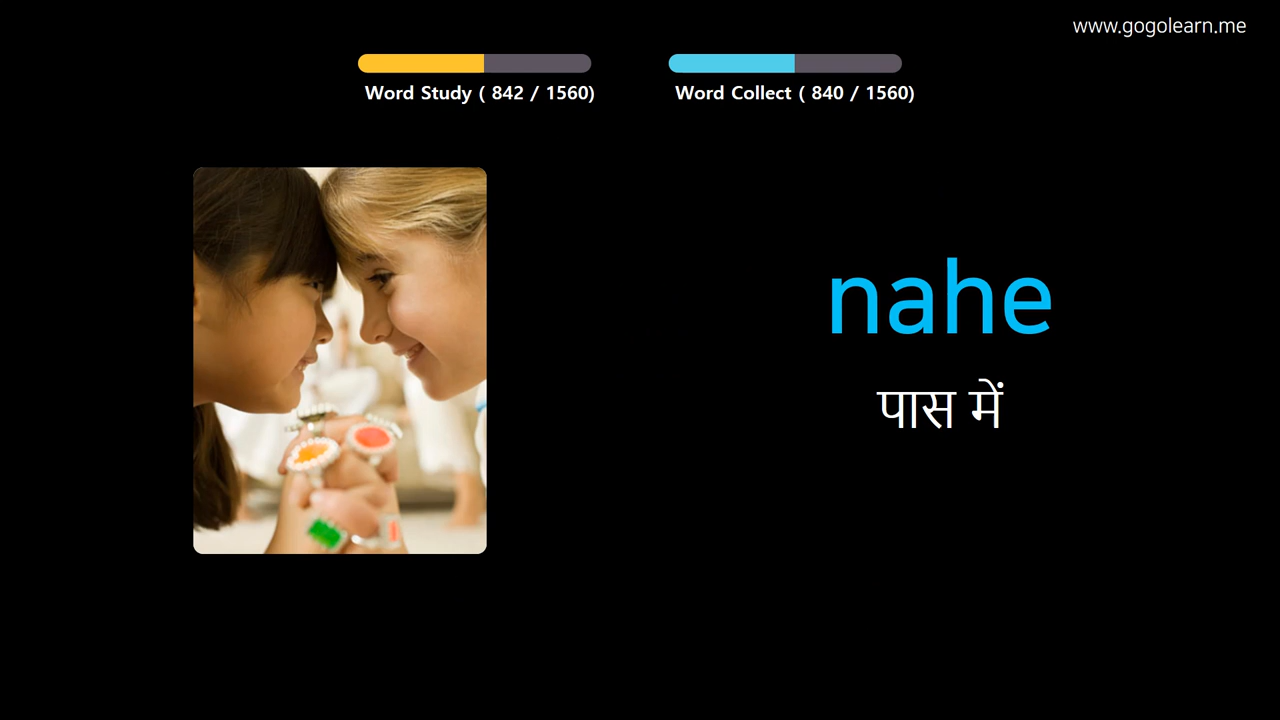 www.gogolearn.me
Word Study ( 842 / 1560)
Word Collect ( 840 / 1560)
nahe
पास में